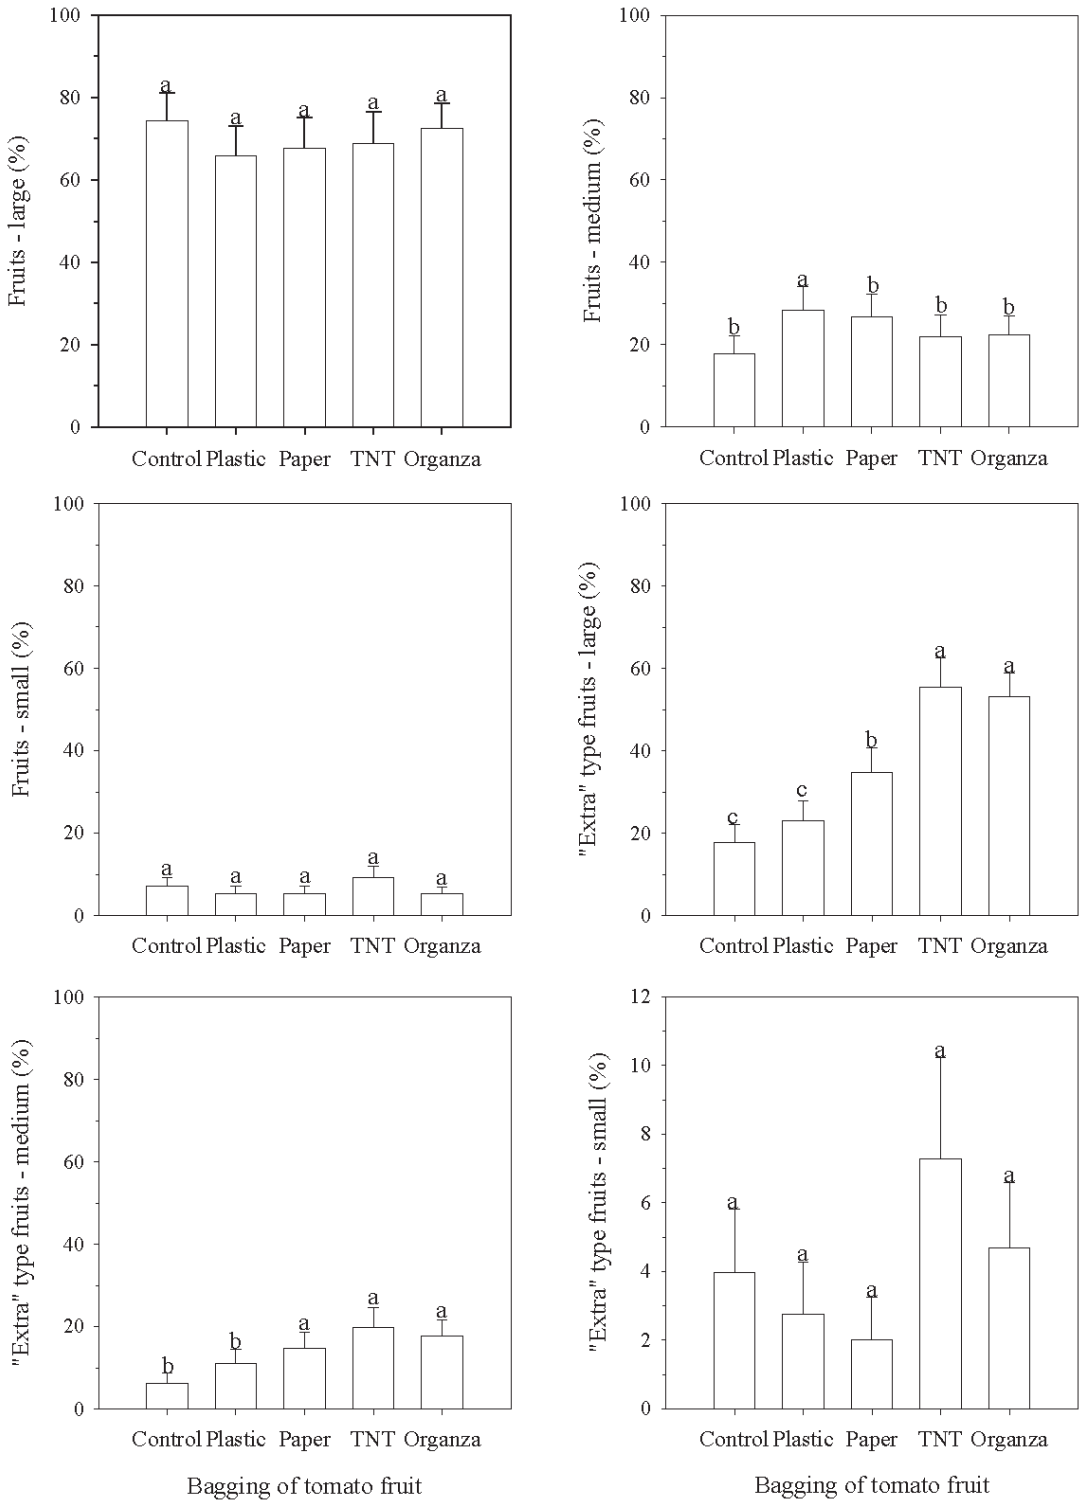 Fruits - large (%)
100
80
60
40
20
0
a
a
a
a
a
Control Plastic Paper TNT Organza
Fruits - medium (%)
100
80
60
40
20
0
b
a
b
b
b
Control Plastic Paper TNT Organza
Fruits - small (%)
100
80
60
40
20
0
a
a
a
a
a
Control Plastic Paper TNT Organza
"Extra" type fruits - large (%)
100
80
60
40
20
0
c
c
b
a
a
Control Plastic Paper TNT Organza
"Extra" type fruits - medium (%)
100
80
60
40
20
0
b
b
a
a
a
Control Plastic Paper TNT Organza
Bagging of tomato fruit
"Extra" type fruits - small (%)
12
10
8
6
4
2
0
a
a
a
a
a
Control Plastic Paper TNT Organza
Bagging of tomato fruit